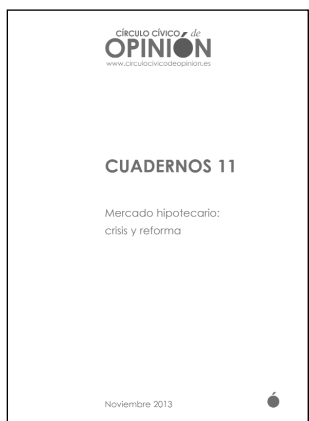 CÍRCULO CÍVICO de
OPINIÓN
www.circulocivicodeopinion.es
CUADERNOS 11
Mercado hipotecario:
crisis y reforma
Noviembre 2013